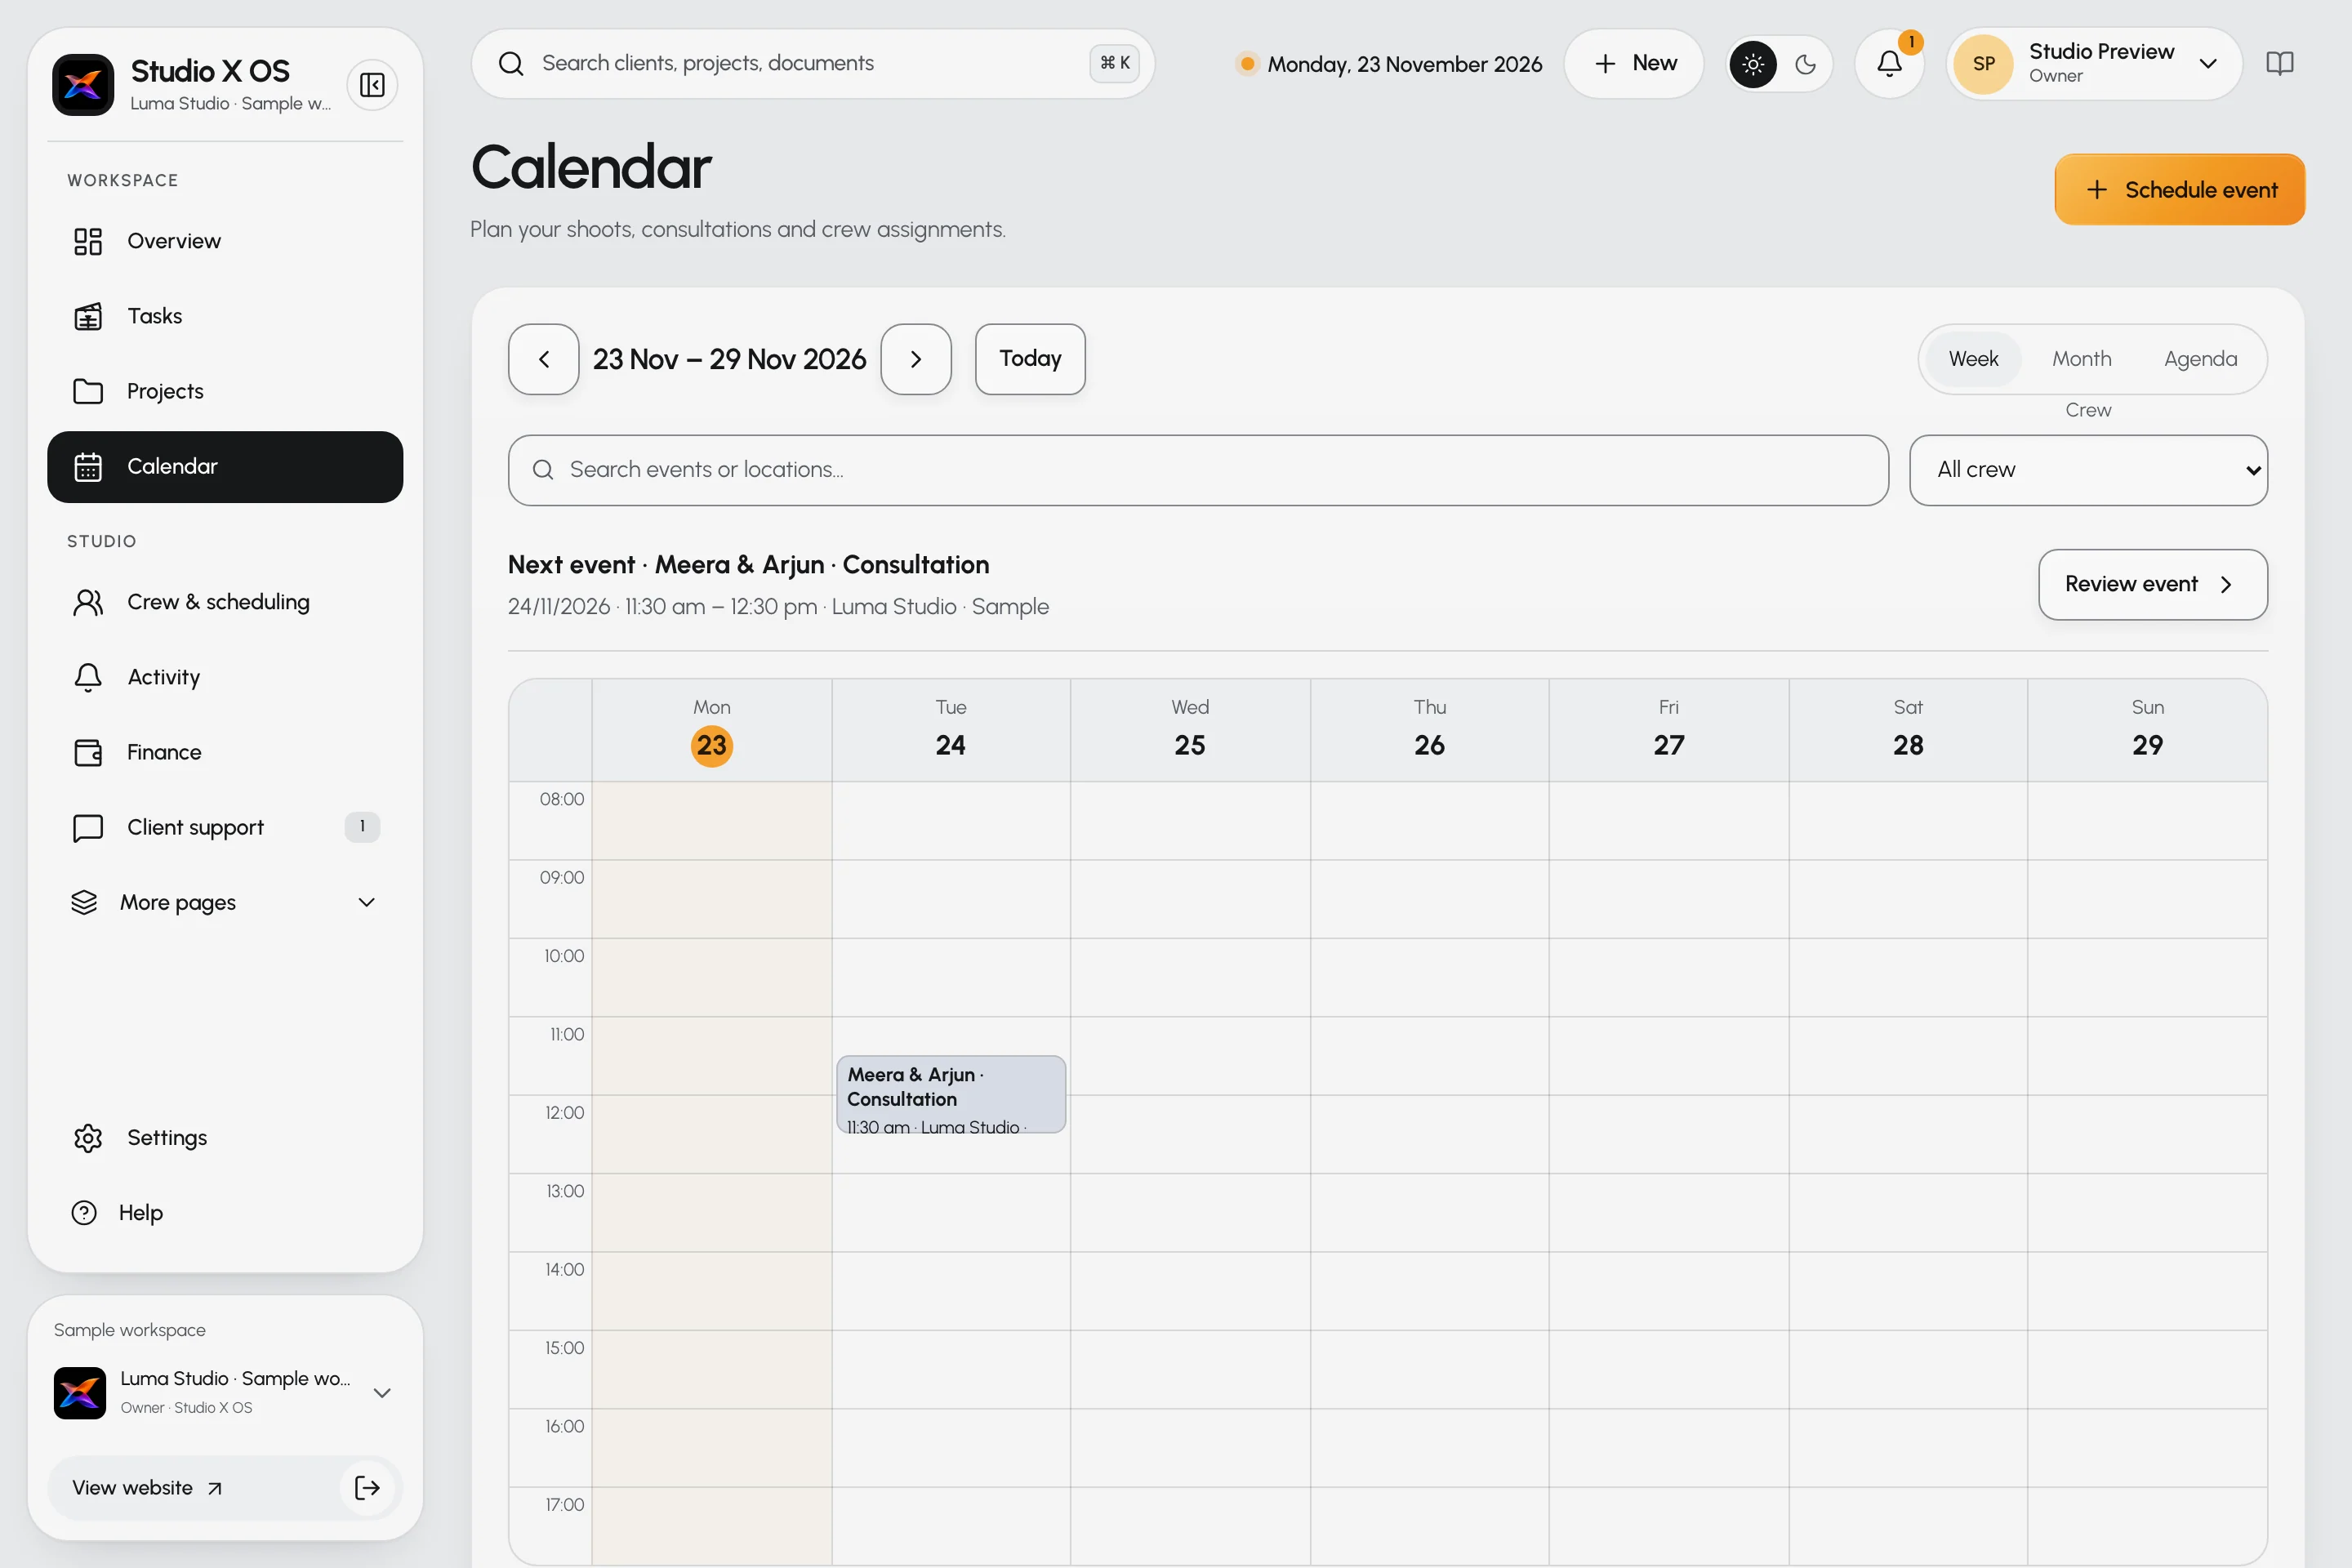 Studio X OS
Luma Studio · Sample w...
WORKSPACE
Overview
Tasks
Projects
Calendar
STUDIO
Crew & scheduling
Activity
Finance
Client support 1
More pages
Settings
Help
Sample workspace
Luma Studio · Sample wo...
Owner · Studio X OS
View website
Search clients, projects, documents ⌘ K
Monday, 23 November 2026
New
1
SP
Studio Preview
Owner
Calendar
Plan your shoots, consultations and crew assignments.
Schedule event
23 Nov – 29 Nov 2026
Today
Week Month Agenda
Crew
Search events or locations...
All crew
Next event · Meera & Arjun · Consultation
24/11/2026 · 11:30 am – 12:30 pm · Luma Studio · Sample
Review event
Mon Tue Wed Thu Fri Sat Sun
23 24 25 26 27 28 29
08:00
09:00
10:00
11:00
Meera & Arjun ·
Consultation
12:00
11:30 am · Luma Studio ·
13:00
14:00
15:00
16:00
17:00